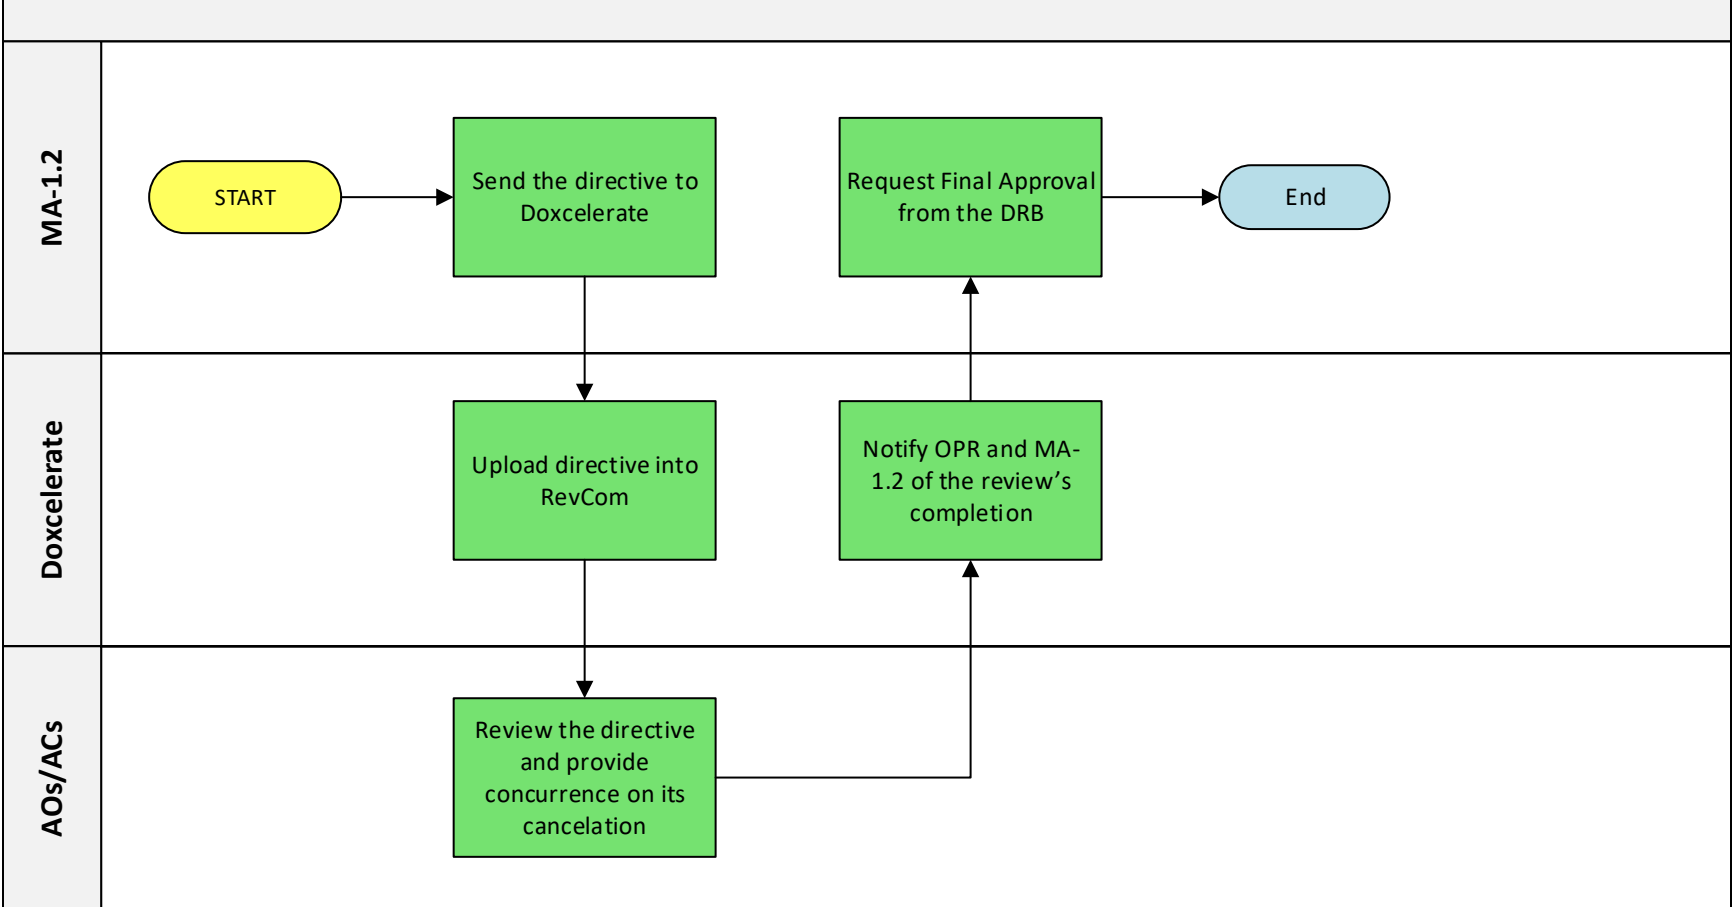 MA-1.2
START
Send the directive to
Doxcelerate
Request Final Approval
from the DRB
End
Doxcelerate
Upload directive into
RevCom
Notify OPR and MA-
1.2 of the review’s
completion
AOs/ACs
Review the directive
and provide
concurrence on its
cancelation